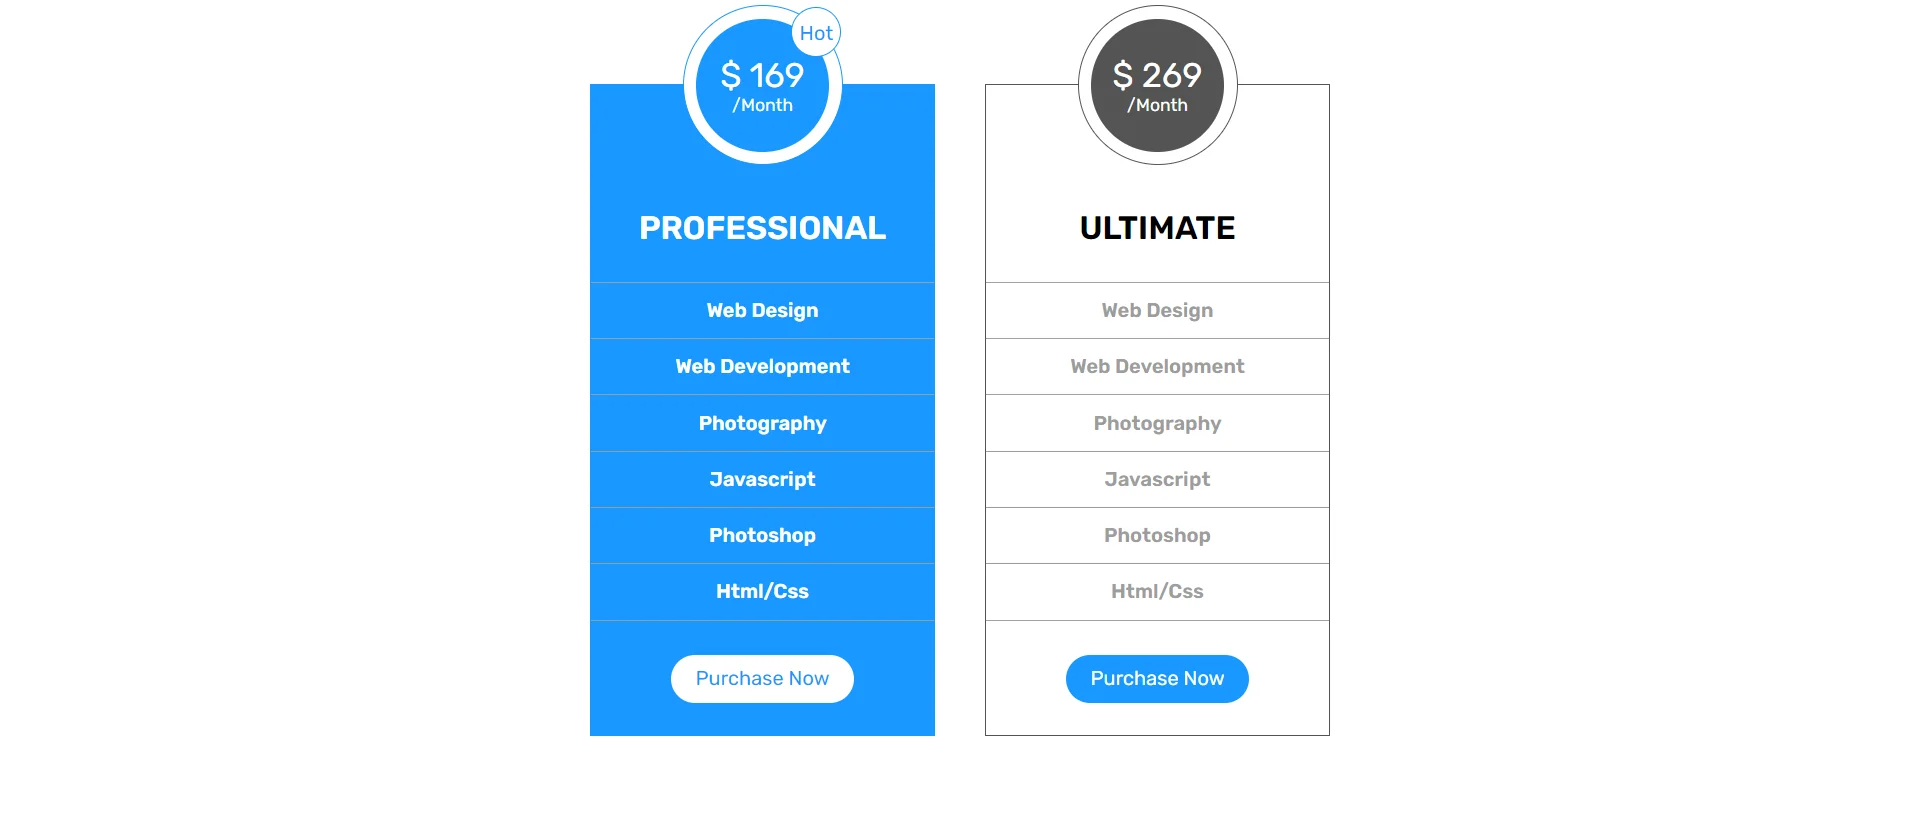 Hot
$ 169
/Month
PROFESSIONAL
Web Design
Web Development
Photography
Javascript
Photoshop
Html/Css
Purchase Now
$ 269
/Month
ULTIMATE
Web Design
Web Development
Photography
Javascript
Photoshop
Html/Css
Purchase Now